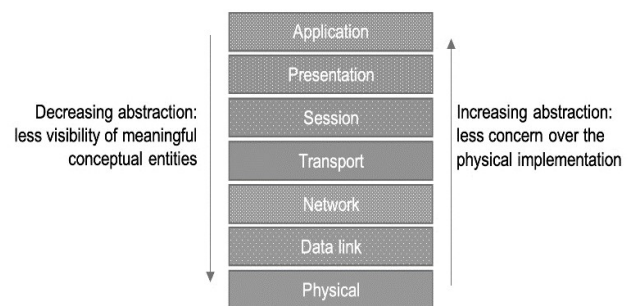 Application
Presentation
Session
Transport
Network
Data link
Physical
Decreasing abstraction:
less visibility of meaningful
conceptual entities
Increasing abstraction:
less concern over the
physical implementation